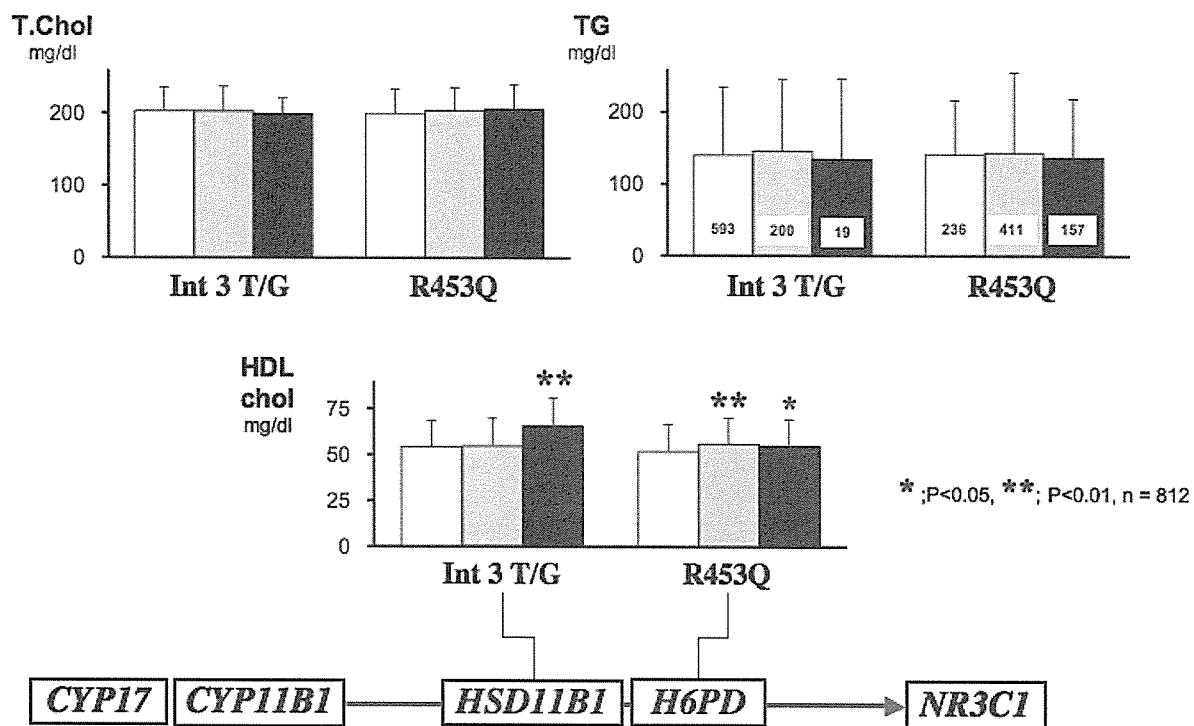 T.Chol
mg/dl
200
100
0
Int 3 T/G R453Q
TG
mg/dl
200
100
0
593 200 19 236 411 157
Int 3 T/G R453Q
HDL
chol
mg/dl
75
50
25
0
** ** *
Int 3 T/G R453Q
* ;P<0.05, **; P<0.01, n = 812
CYP17 CYP11B1 HSD11B1 H6PD NR3C1